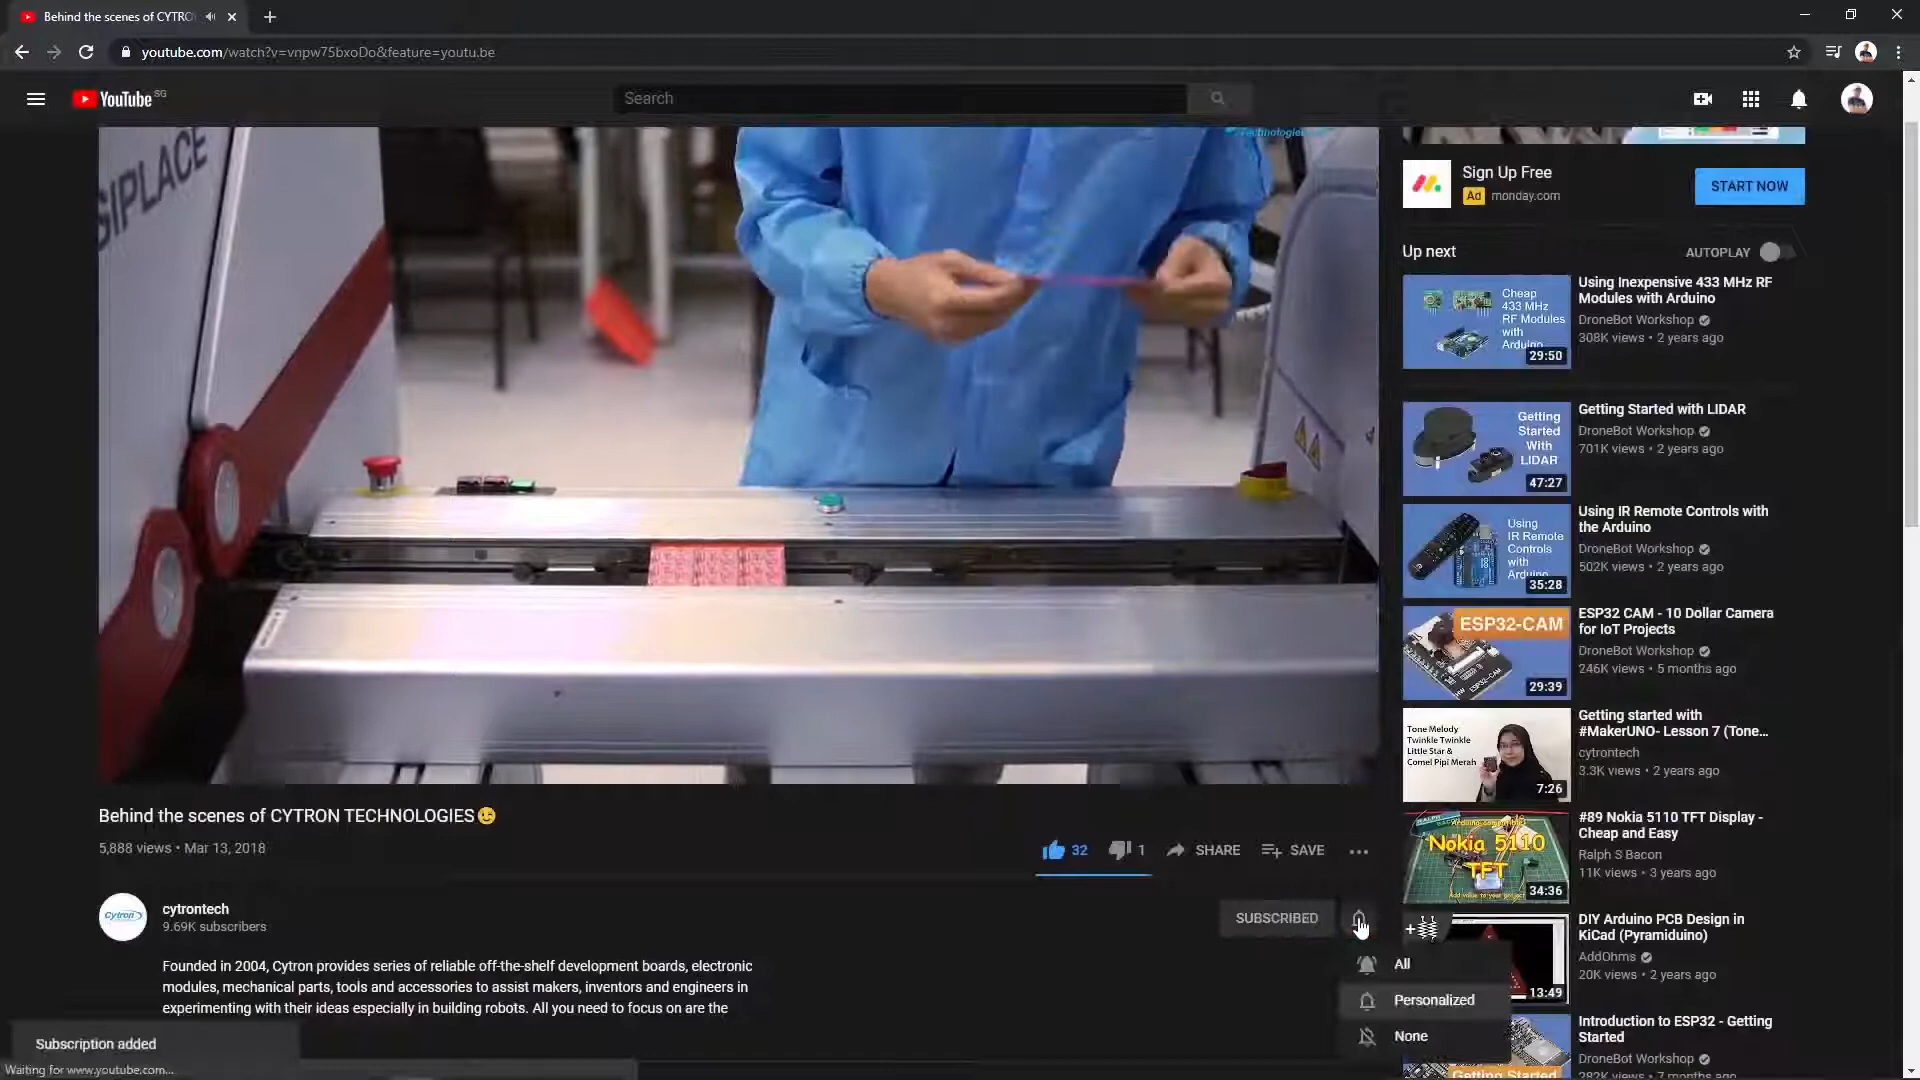 Behind the scenes of CYTRO
youtube.com/watch?v=vnpw75bxoDo&feature=youtu.be
YouTube SG
Search
SIPLACE
Technologies
Sign Up Free
Ad monday.com
START NOW
Up next
AUTOPLAY
Cheap
433 MHz
RF Modules
with
Arduino
29:50
Using Inexpensive 433 MHz RF
Modules with Arduino
DroneBot Workshop
308K views • 2 years ago
Getting
Started
With
LIDAR
47:27
Getting Started with LIDAR
DroneBot Workshop
701K views • 2 years ago
Using
IR Remote
Controls
with
Arduino
35:28
Using IR Remote Controls with
the Arduino
DroneBot Workshop
502K views • 2 years ago
ESP32-CAM
29:39
ESP32 CAM - 10 Dollar Camera
for IoT Projects
DroneBot Workshop
246K views • 5 months ago
Tone Melody
Twinkle Twinkle
Little Star &
Comel Pipi Merah
7:26
Getting started with
#MakerUNO- Lesson 7 (Tone...
cytrontech
3.3K views • 2 years ago
Nokia 5110
TFT
34:36
#89 Nokia 5110 TFT Display -
Cheap and Easy
Ralph S Bacon
11K views • 3 years ago
13:49
DIY Arduino PCB Design in
KiCad (Pyramiduino)
AddOhms
20K views • 2 years ago
Getting Started
Introduction to ESP32 - Getting
Started
DroneBot Workshop
282K views • 7 months ago
Behind the scenes of CYTRON TECHNOLOGIES😉
5,888 views • Mar 13, 2018
32
1
SHARE
SAVE
Cytron
cytrontech
9.69K subscribers
SUBSCRIBED
All
Personalized
None
Founded in 2004, Cytron provides series of reliable off-the-shelf development boards, electronic
modules, mechanical parts, tools and accessories to assist makers, inventors and engineers in
experimenting with their ideas especially in building robots. All you need to focus on are the
Subscription added
Waiting for www.youtube.com...